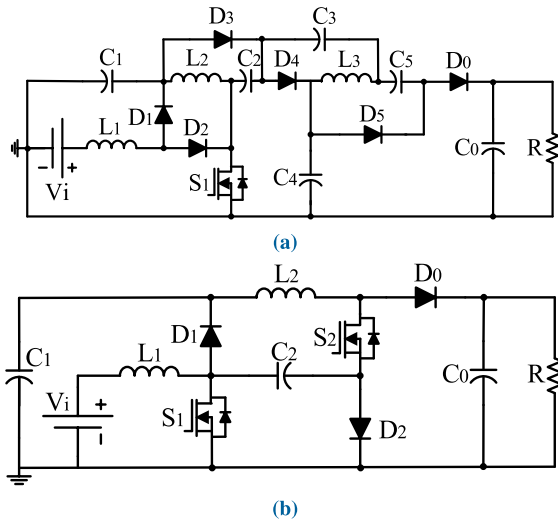 D3 C3
C1 L2 C2 D4 L3 C5 D0
D1
L1 D2 D5
- + S1 C4 C0 R
Vi
(a)
L2 D0
D1 S2
C1 L1 C2 C0 R
Vi + S1
- D2
(b)